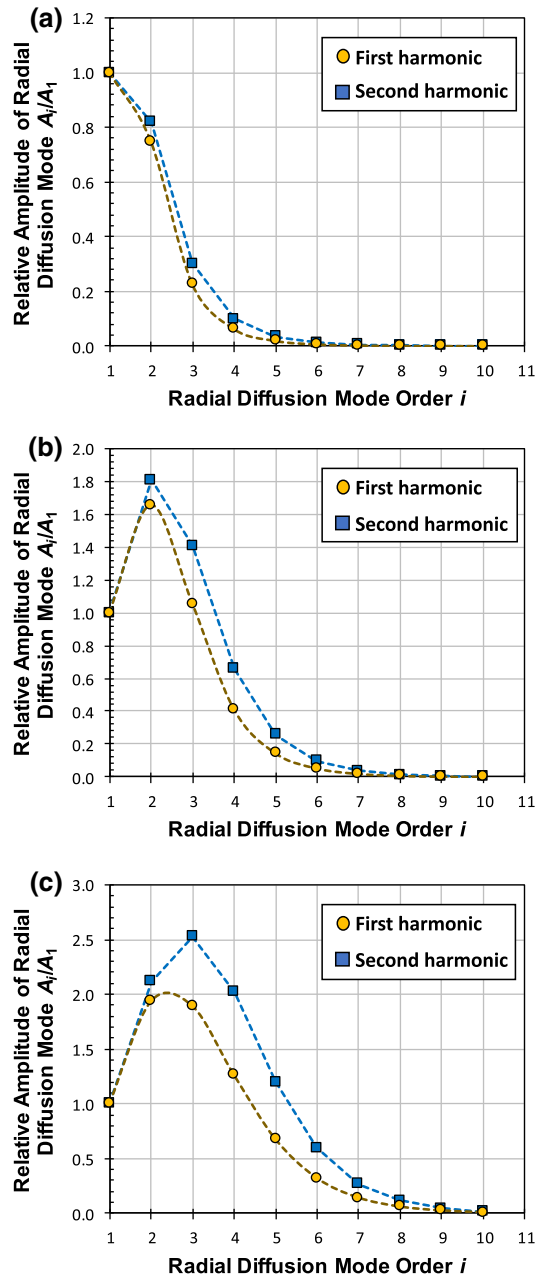 (a)
Relative Amplitude of Radial
Diffusion Mode Ai/A1
1.2
1.0
0.8
0.6
0.4
0.2
0.0
First harmonic
Second harmonic
1 2 3 4 5 6 7 8 9 10 11
Radial Diffusion Mode Order i
(b)
Relative Amplitude of Radial
Diffusion Mode Ai/A1
2.0
1.8
1.6
1.4
1.2
1.0
0.8
0.6
0.4
0.2
0.0
First harmonic
Second harmonic
1 2 3 4 5 6 7 8 9 10 11
Radial Diffusion Mode Order i
(c)
Relative Amplitude of Radial
Diffusion Mode Ai/A1
3.0
2.5
2.0
1.5
1.0
0.5
0.0
First harmonic
Second harmonic
1 2 3 4 5 6 7 8 9 10 11
Radial Diffusion Mode Order i